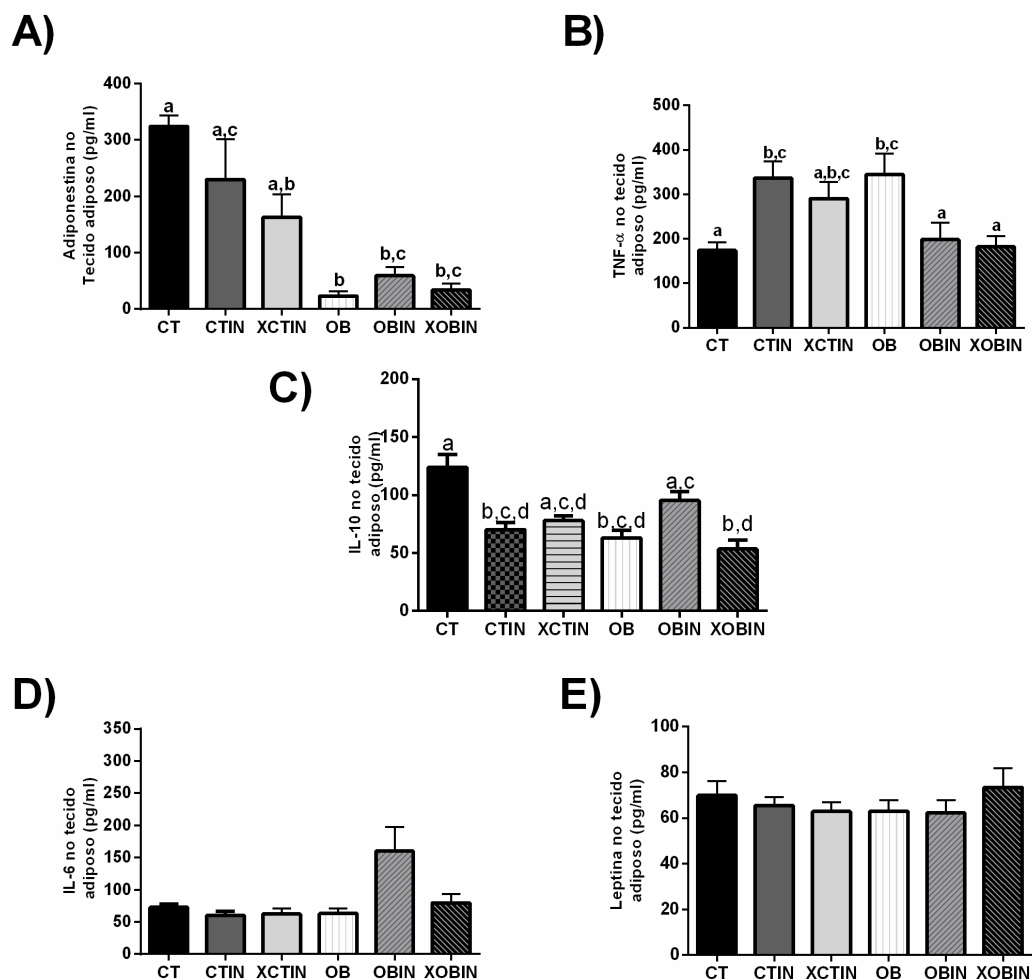 A)
Adiponestina no
Tecido adiposo (pg/ml)
400
300
200
100
0
a
a,c
a,b
b
b,c
b,c
CT CTIN XCTIN OB OBIN XOBIN
B)
TNF-α no tecido
adiposo (pg/ml)
500
400
300
200
100
0
a
b,c
a,b,c
b,c
a
a
CT CTIN XCTIN OB OBIN XOBIN
C)
IL-10 no tecido
adiposo (pg/ml)
200
150
100
50
0
a
b,c,d
a,c,d
b,c,d
a,c
b,d
CT CTIN XCTIN OB OBIN XOBIN
D)
IL-6 no tecido
adiposo (pg/ml)
350
300
250
200
150
100
50
0
CT CTIN XCTIN OB OBIN XOBIN
E)
Leptina no tecido
adiposo (pg/ml)
100
80
60
40
20
0
CT CTIN XCTIN OB OBIN XOBIN